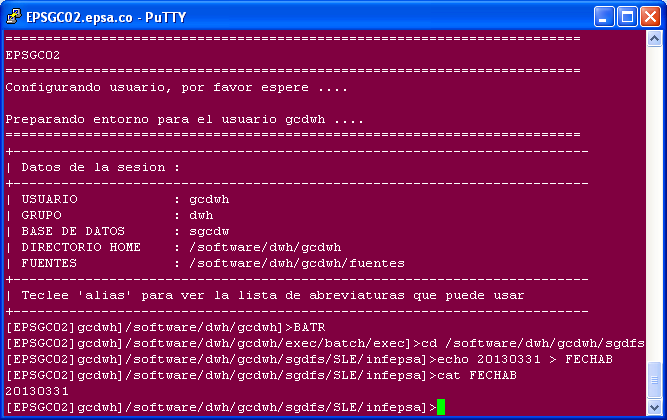 EPSGC02.epsa.co - PuTTY
==========================================================================
EPSGC02
==========================================================================
Configurando usuario, por favor espere ....
Preparando entorno para el usuario gcdwh ....
==========================================================================
+-------------------------------------------------------------------------
| Datos de la sesion :
+-------------------------------------------------------------------------
| USUARIO : gcdwh
| GRUPO : dwh
| BASE DE DATOS : sgcdw
| DIRECTORIO HOME : /software/dwh/gcdwh
| FUENTES : /software/dwh/gcdwh/fuentes
+-------------------------------------------------------------------------
| Teclee 'alias' para ver la lista de abreviaturas que puede usar
+-------------------------------------------------------------------------
[EPSGC02]gcdwh]/software/dwh/gcdwh]>BATR
[EPSGC02]gcdwh]/software/dwh/gcdwh/exec/batch/exec]>cd /software/dwh/gcdwh/sgdfs
[EPSGC02]gcdwh]/software/dwh/gcdwh/sgdfs/SLE/infepsa]>echo 20130331 > FECHAB
[EPSGC02]gcdwh]/software/dwh/gcdwh/sgdfs/SLE/infepsa]>cat FECHAB
20130331
[EPSGC02]gcdwh]/software/dwh/gcdwh/sgdfs/SLE/infepsa]>